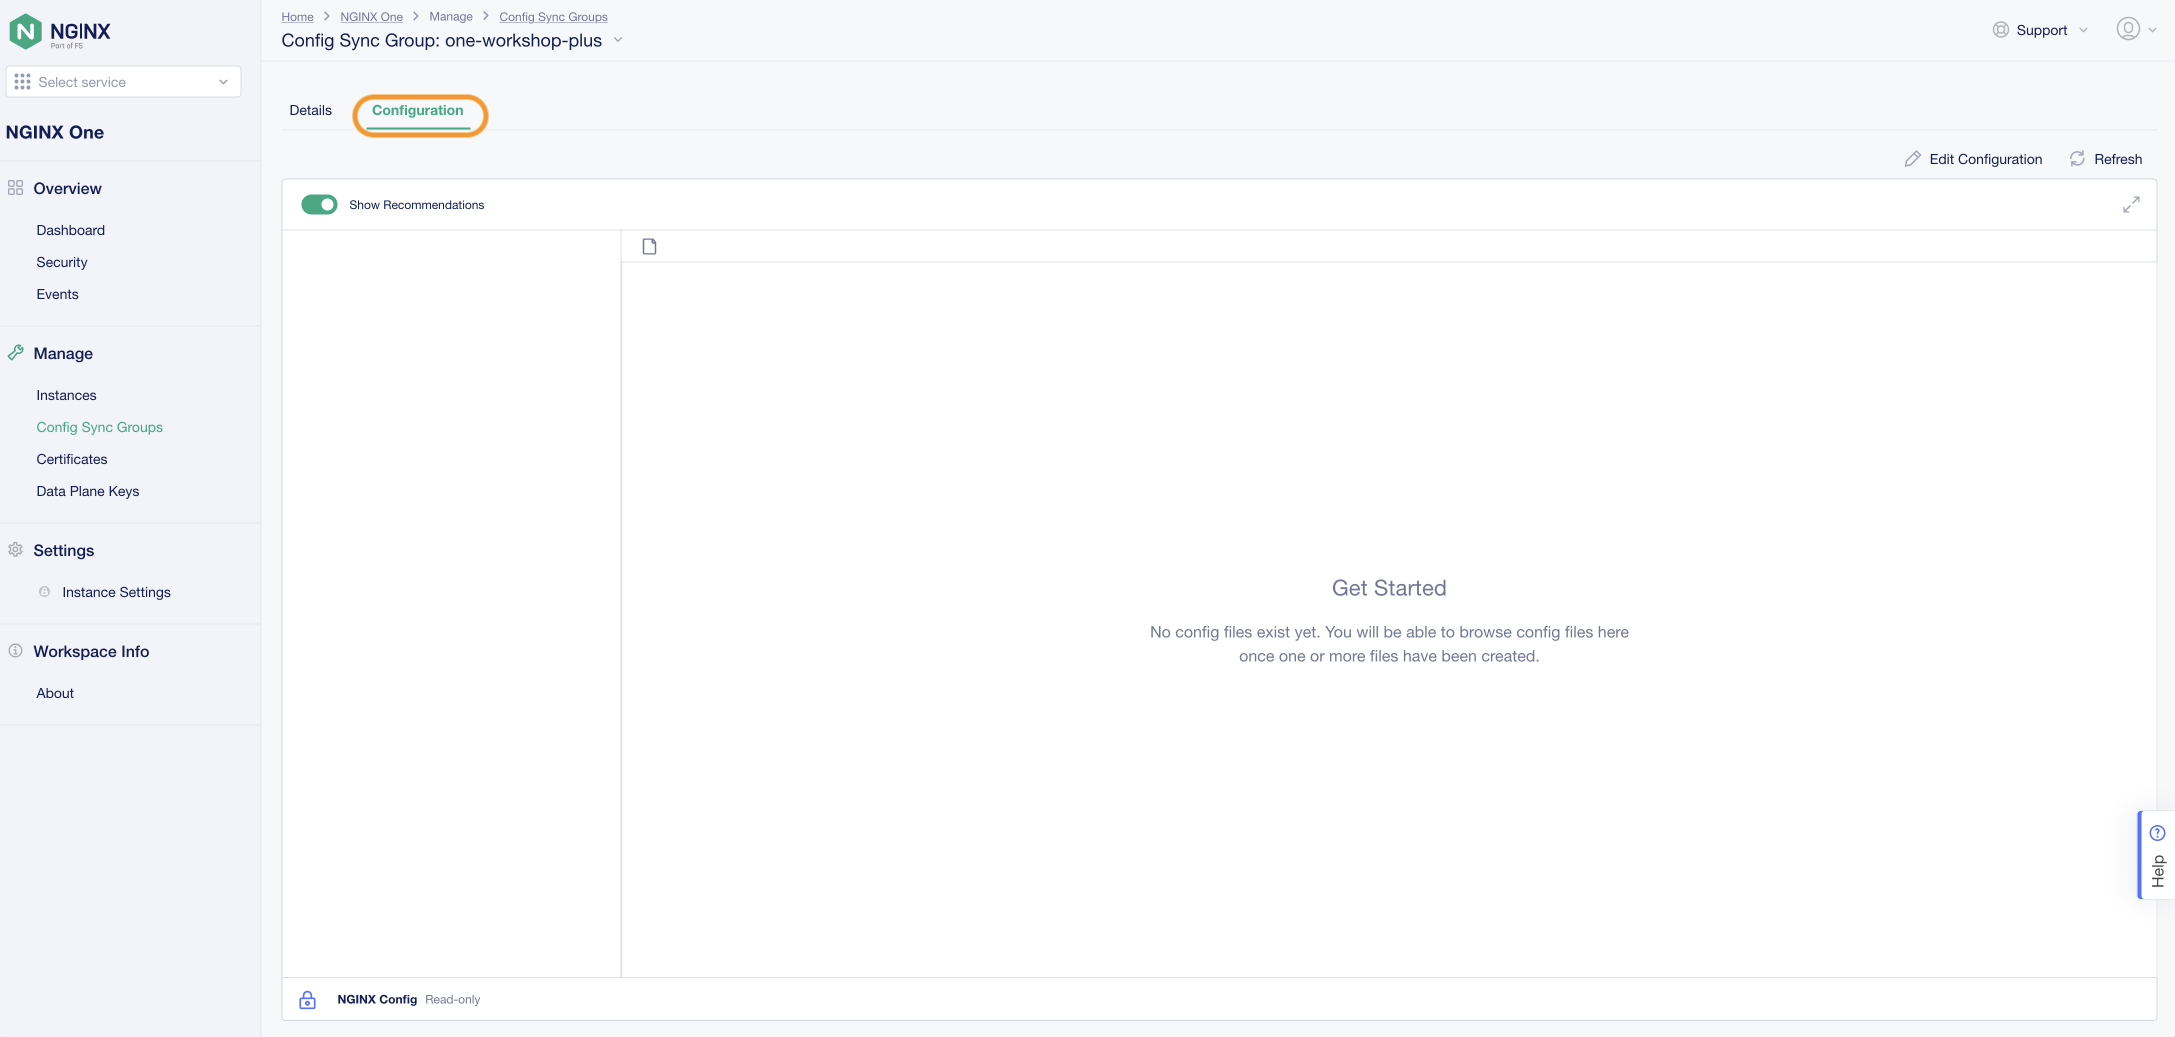 NGINX
Part of F5
Select service
NGINX One
Overview
Dashboard
Security
Events
Manage
Instances
Config Sync Groups
Certificates
Data Plane Keys
Settings
Instance Settings
Workspace Info
About
Home > NGINX One > Manage > Config Sync Groups
Config Sync Group: one-workshop-plus
Support
Details Configuration
Edit Configuration Refresh
Show Recommendations
Get Started
No config files exist yet. You will be able to browse config files here
once one or more files have been created.
Help
NGINX Config Read-only